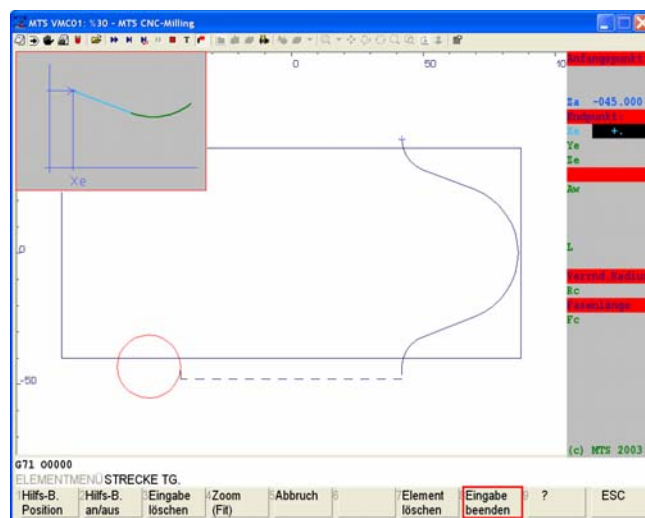 MTS VMC01: %30 - MTS CNC-Milling
0 50 10
Anfangspunkt
Xe
Za -045.000
Endpunkt:
Xe +.
Ye
Ze
Aw
0
L
Verrnd.Radius
Rc
Fasenlänge
Fc
-50
(c) MTS 2003
G71 O0000
ELEMENTMENÜ STRECKE TG.
1 Hilfs-B. Position
2 Hilfs-B. an/aus
3 Eingabe löschen
4 Zoom (Fit)
5 Abbruch
6
7 Element löschen
Eingabe beenden
9 ?
ESC